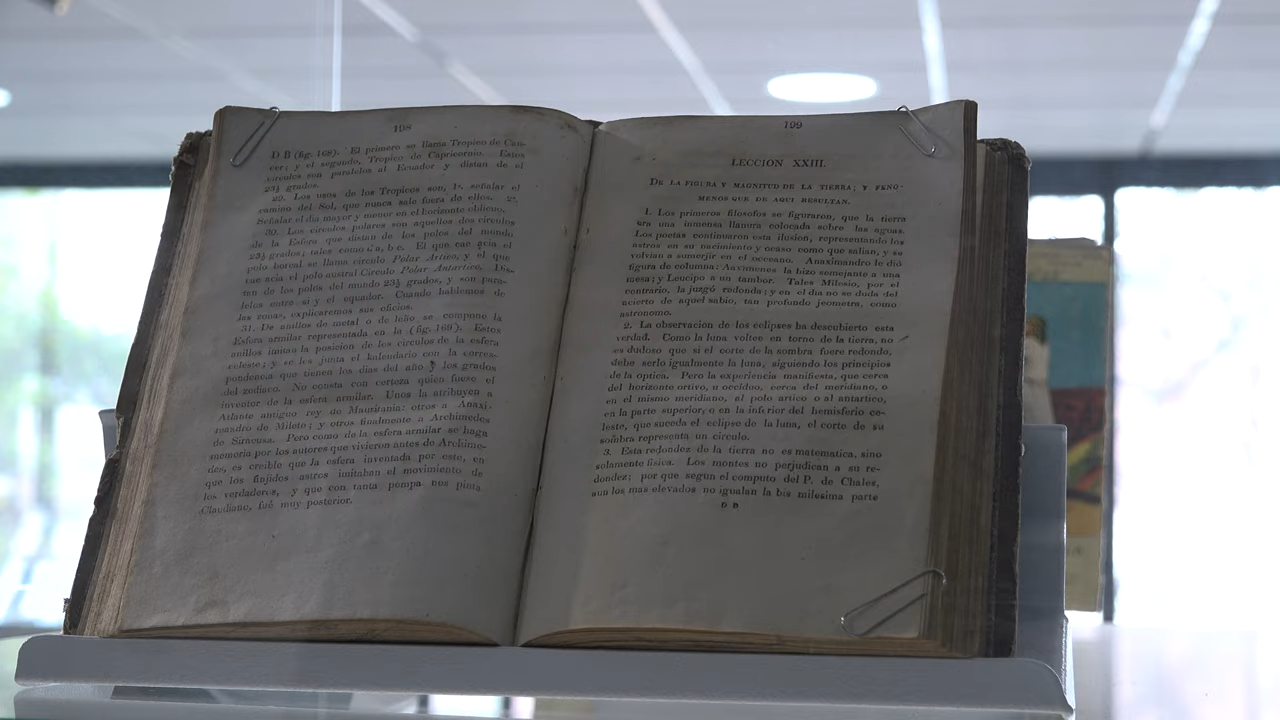 198
D B (fig. 168). El primero se llama Tropico de Can-
cer; y el segundo, Tropico de Capricornio. Estos
circulos son paralelos al Ecuador y distan de el
23½ grados.
29. Los usos de los Tropicos son, 1º. señalar el
camino del Sol, que nunca sale fuera de ellos. 2º.
Señalar el dia mayor y menor en el horizonte oblicuo.
30. Los circulos polares son aquellos dos circulos
de la Esfera que distan de los polos del mundo
23½ grados; tales como b c. El que cae ácia el
polo boreal se llama circulo Polar Artico, y el que
cae ácia el polo austral Circulo Polar Antartico. Dis-
tan de los polos del mundo 23½ grados, y son para-
lelos entre si y el equador. Cuando hablemos de
las zonas, explicaremos sus oficios.
31. De anillos de metal o de leño se compone la
Esfera armilar representada en la (fig. 169). Estos
anillos imitan la posicion de los circulos de la esfera
celeste; y se les junta el kalendario con la corres-
pondencia que tienen los dias del año á los grados
del zodiaco. No consta con certeza quien fuese el
inventor de la esfera armilar. Unos la atribuyen a
Atlante antiguo rey de Mauritania: otros a Anaxi-
mandro de Mileto; y otros finalmente a Archimedes
de Siracusa. Pero como de la esfera armilar se haga
memoria por los autores que vivieron antes de Archime-
des, es creible que la esfera inventada por este, en
que los finjidos astros imitaban el movimiento de
los verdaderos, y que con tanta pompa nos pinta
Claudiano, fué muy posterior.
199
LECCION XXIII.
DE LA FIGURA Y MAGNITUD DE LA TIERRA; Y FENO-
MENOS QUE DE AQUI RESULTAN.
1. Los primeros filosofos se figuraron, que la tierra
era una inmensa llanura colocada sobre las aguas.
Los poetas continuaron esta ilusion, representando los
astros en su nacimiento y ocaso como que salian, y se
volvian a sumerjir en el occeano. Anaximandro le dió
figura de columna: Anxímenes la hizo semejante a una
mesa; y Leucipo a un tambor. Tales Milesio, por el
contrario, la juzgó redonda; y en el dia no se duda del
acierto de aquel sabio, tan profundo jeometra, como
astronomo.
2. La observacion de los eclipses ha descubierto esta
verdad. Como la luna voltee en torno de la tierra, no
es dudoso que si el corte de la sombra fuere redondo,
debe serlo igualmente la luna, siguiendo los principios
de la optica. Pero la experiencia manifiesta, que cerca
del horizonte ortivo, u occiduo, cerca del meridiano, o
en el mismo meridiano, al polo artico o al antartico,
en la parte superior, o en la inferior del hemisferio ce-
leste, que suceda el eclipse de la luna, el corte de su
sombra representa un circulo.
3. Esta redondez de la tierra no es matematica, sino
solamente fisica. Los montes no perjudican a su re-
dondez; por que segun el computo del P. de Chales,
aun los mas elevados no igualan la bis milesima parte
D B